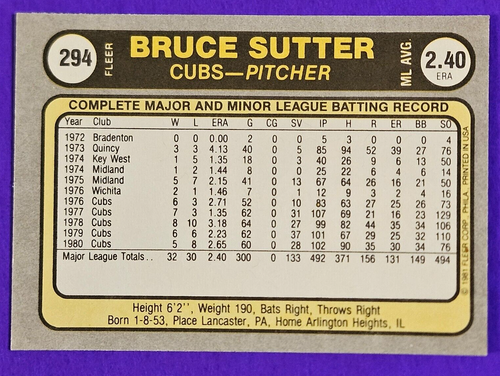 294
FLEER
BRUCE SUTTER
CUBS—PITCHER
ML AVG.
2.40
ERA
COMPLETE MAJOR AND MINOR LEAGUE BATTING RECORD
Year Club W L ERA G CG SV IP H R ER BB SO
1972 Bradenton 0 0 0.00 2 0 0 5 3 0 0 0 4
1973 Quincy 3 3 4.13 40 0 5 85 94 52 39 27 76
1974 Key West 1 5 1.35 18 0 3 40 26 9 6 13 50
1974 Midland 1 2 1.44 8 0 0 25 22 6 4 6 14
1975 Midland 5 7 2.15 41 0 13 67 64 26 16 21 50
1976 Wichita 2 1 1.46 7 0 1 12 9 3 2 4 16
1976 Cubs 6 3 2.71 52 0 10 83 63 27 25 26 73
1977 Cubs 7 3 1.35 62 0 31 107 69 21 16 23 129
1978 Cubs 8 10 3.18 64 0 27 99 82 44 35 34 106
1979 Cubs 6 6 2.23 62 0 37 101 67 29 25 32 110
1980 Cubs 5 8 2.65 60 0 28 102 90 35 30 34 76
Major League Totals.. 32 30 2.40 300 0 133 492 371 156 131 149 494
Height 6'2'', Weight 190, Bats Right, Throws Right
Born 1-8-53, Place Lancaster, PA, Home Arlington Heights, IL
© 1981 FLEER CORP. PHILA. PRINTED IN USA